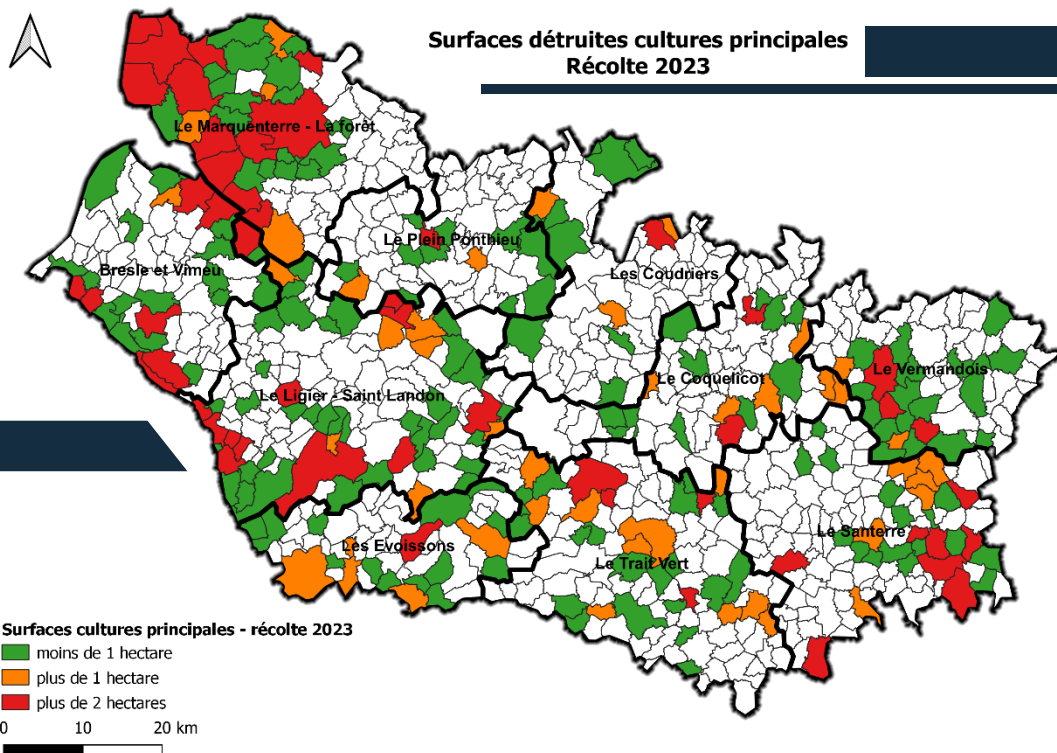 Surfaces détruites cultures principales
Récolte 2023
Le Marquenterre - La forêt
Le Plein Ponthieu
Bresle et Vimeu
Les Coudriers
Le Vermandois
Le Coquelicot
Le Ligier - Saint Landon
Le Santerre
Les Evoissons
Le Trait Vert
Surfaces cultures principales - récolte 2023
moins de 1 hectare
plus de 1 hectare
plus de 2 hectares
0 10 20 km